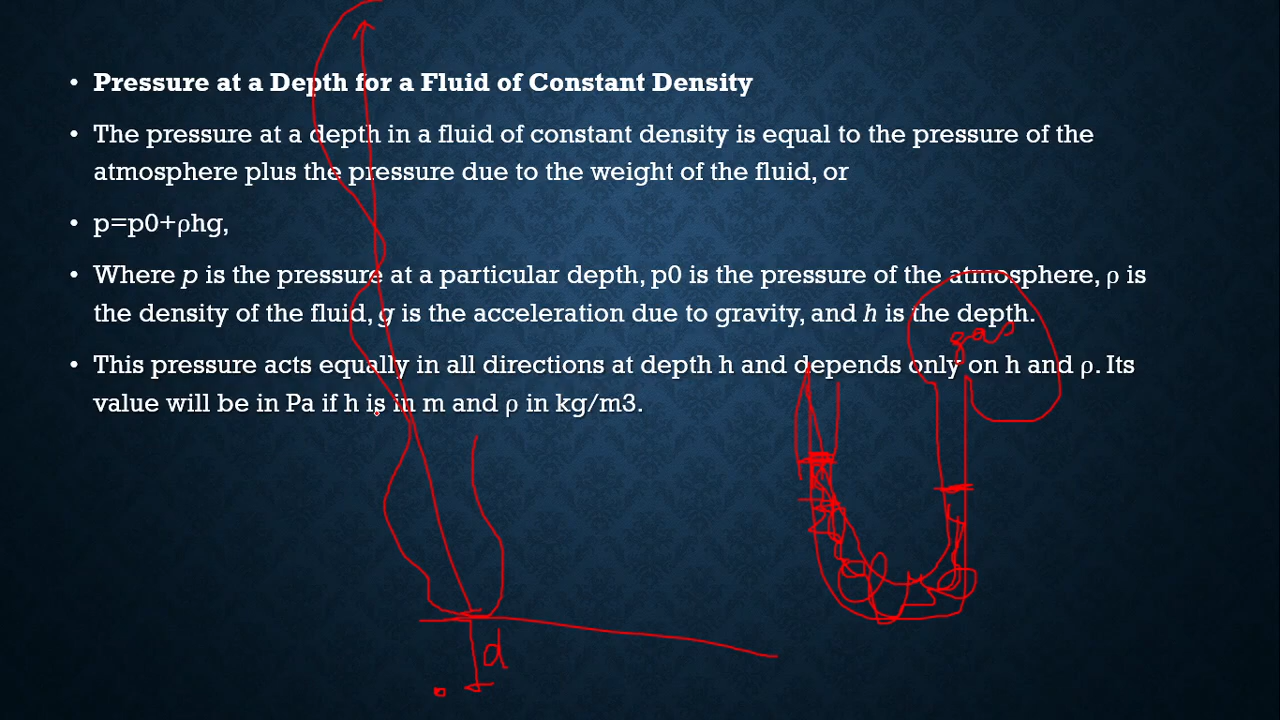 • Pressure at a Depth for a Fluid of Constant Density
• The pressure at a depth in a fluid of constant density is equal to the pressure of the
atmosphere plus the pressure due to the weight of the fluid, or
• p=p0+ρhg,
• Where p is the pressure at a particular depth, p0 is the pressure of the atmosphere, ρ is
the density of the fluid, g is the acceleration due to gravity, and h is the depth.
gas
• This pressure acts equally in all directions at depth h and depends only on h and ρ. Its
value will be in Pa if h is in m and ρ in kg/m3.
d